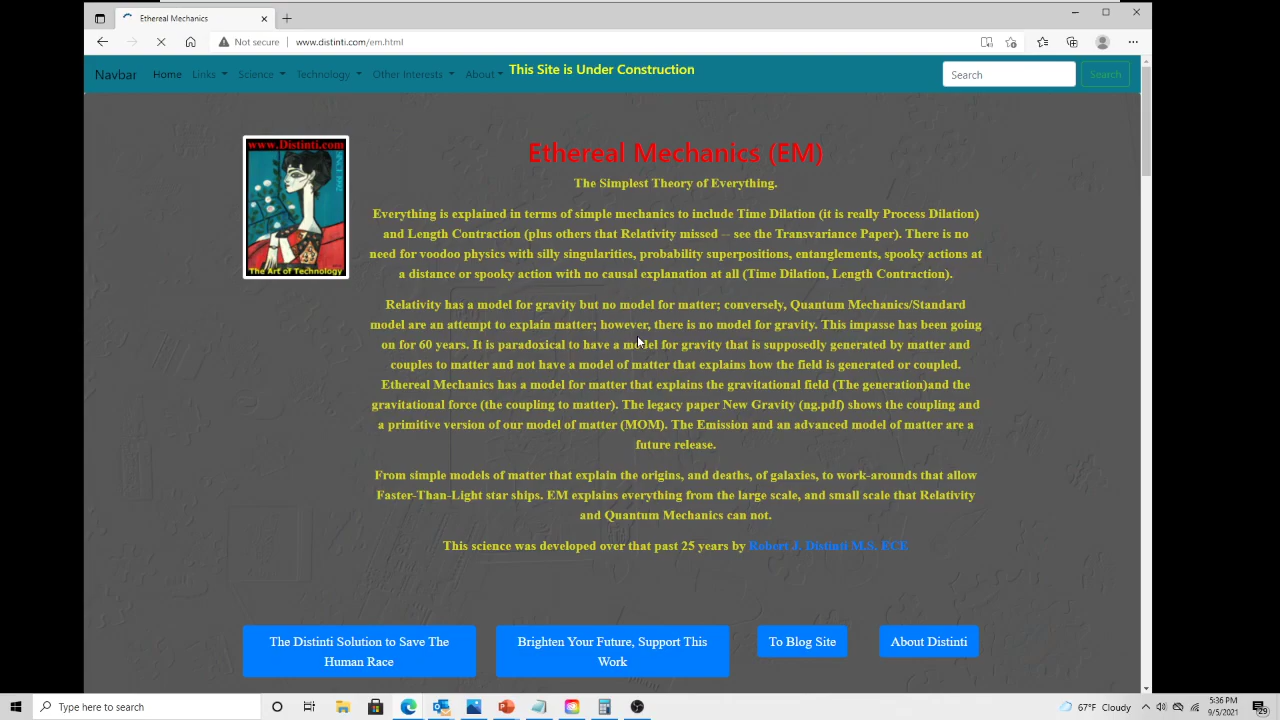 Ethereal Mechanics
Not secure
www.distinti.com/em.html
Navbar Home Links Science Technology Other Interests About
This Site is Under Construction
Search Search
www.Distinti.com
The Art of Technology
Ethereal Mechanics (EM)
The Simplest Theory of Everything.
Everything is explained in terms of simple mechanics to include Time Dilation (it is really Process Dilation)
and Length Contraction (plus others that Relativity missed -- see the Transvariance Paper). There is no
need for voodoo physics with silly singularities, probability superpositions, entanglements, spooky actions at
a distance or spooky action with no causal explanation at all (Time Dilation, Length Contraction).
Relativity has a model for gravity but no model for matter; conversely, Quantum Mechanics/Standard
model are an attempt to explain matter; however, there is no model for gravity. This impasse has been going
on for 60 years. It is paradoxical to have a model for gravity that is supposedly generated by matter and
couples to matter and not have a model of matter that explains how the field is generated or coupled.
Ethereal Mechanics has a model for matter that explains the gravitational field (The generation)and the
gravitational force (the coupling to matter). The legacy paper New Gravity (ng.pdf) shows the coupling and
a primitive version of our model of matter (MOM). The Emission and an advanced model of matter are a
future release.
From simple models of matter that explain the origins, and deaths, of galaxies, to work-arounds that allow
Faster-Than-Light star ships. EM explains everything from the large scale, and small scale that Relativity
and Quantum Mechanics can not.
This science was developed over that past 25 years by Robert J. Distinti M.S. ECE
The Distinti Solution to Save The
Human Race
Brighten Your Future, Support This
Work
To Blog Site
About Distinti
Type here to search
67°F Cloudy
5:36 PM
9/5/2021